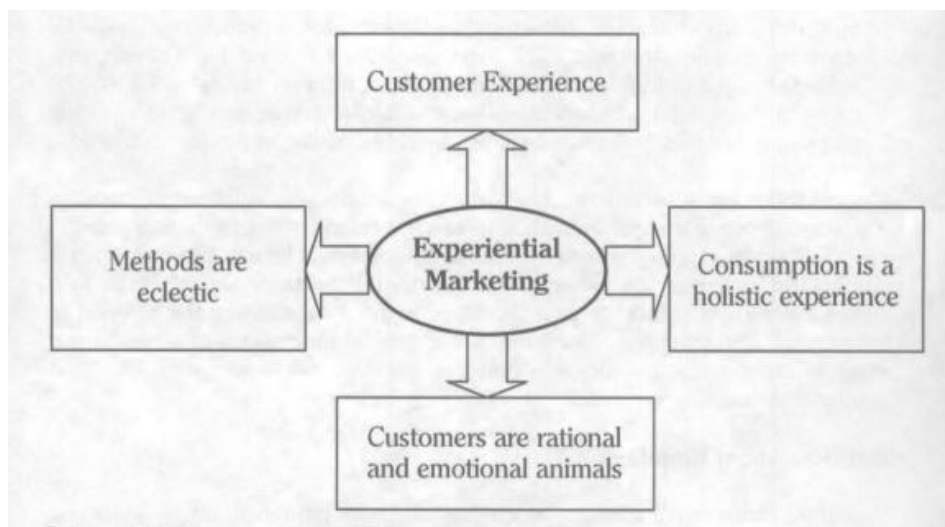 Customer Experience
Experiential
Marketing
Methods are
eclectic
Consumption is a
holistic experience
Customers are rational
and emotional animals